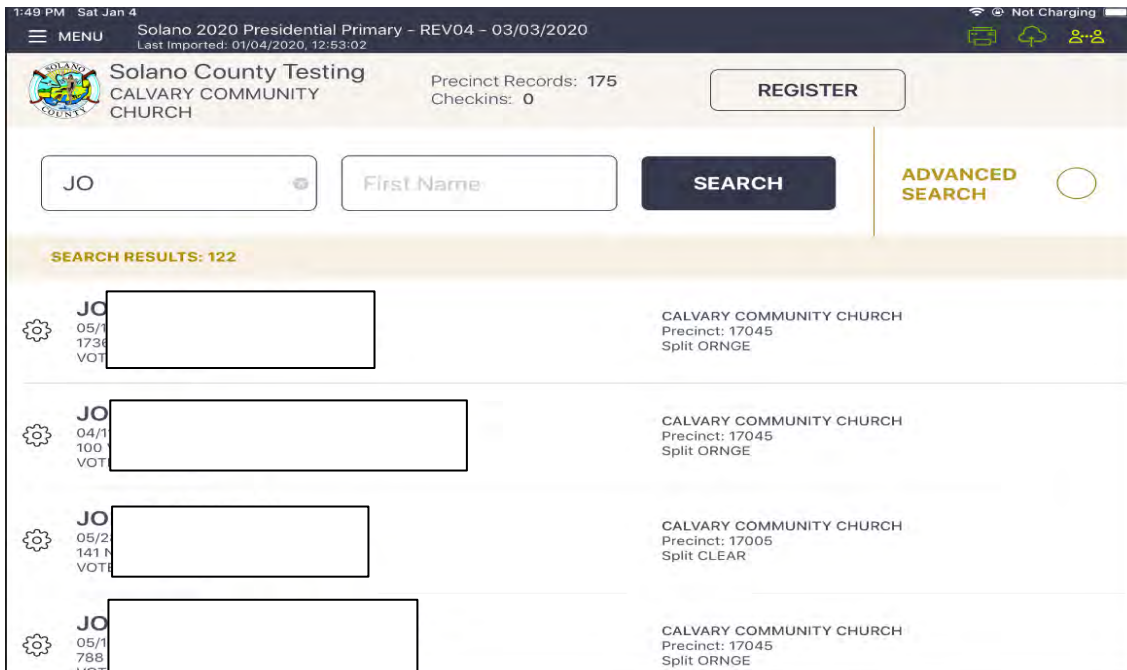 1:49 PM Sat Jan 4
Not Charging
MENU
Solano 2020 Presidential Primary - REV04 - 03/03/2020
Last Imported: 01/04/2020, 12:53:02
SOLANO COUNTY
Solano County Testing
CALVARY COMMUNITY
CHURCH
Precinct Records: 175
Checkins: 0
REGISTER
JO
First Name
SEARCH
ADVANCED
SEARCH
SEARCH RESULTS: 122
JO
05/1
1736
VOT
CALVARY COMMUNITY CHURCH
Precinct: 17045
Split ORNGE
JO
04/1
100
VOT
CALVARY COMMUNITY CHURCH
Precinct: 17045
Split ORNGE
JO
05/2
141 N
VOTE
CALVARY COMMUNITY CHURCH
Precinct: 17005
Split CLEAR
JO
05/1
788
CALVARY COMMUNITY CHURCH
Precinct: 17045
Split ORNGE